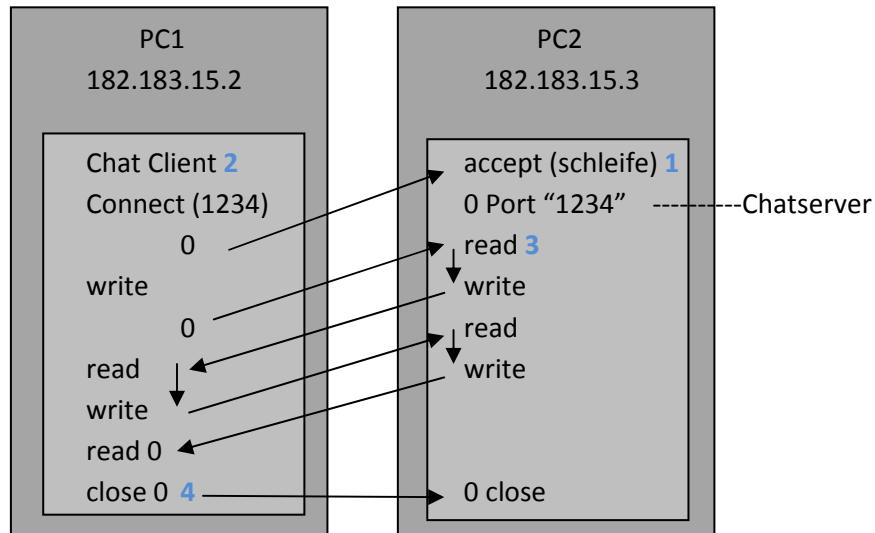 PC1
182.183.15.2
Chat Client 2
Connect (1234)
0
write
0
read
write
read 0
close 0 4
PC2
182.183.15.3
accept (schleife) 1
0 Port “1234” --------Chatserver
read 3
write
read
write
0 close